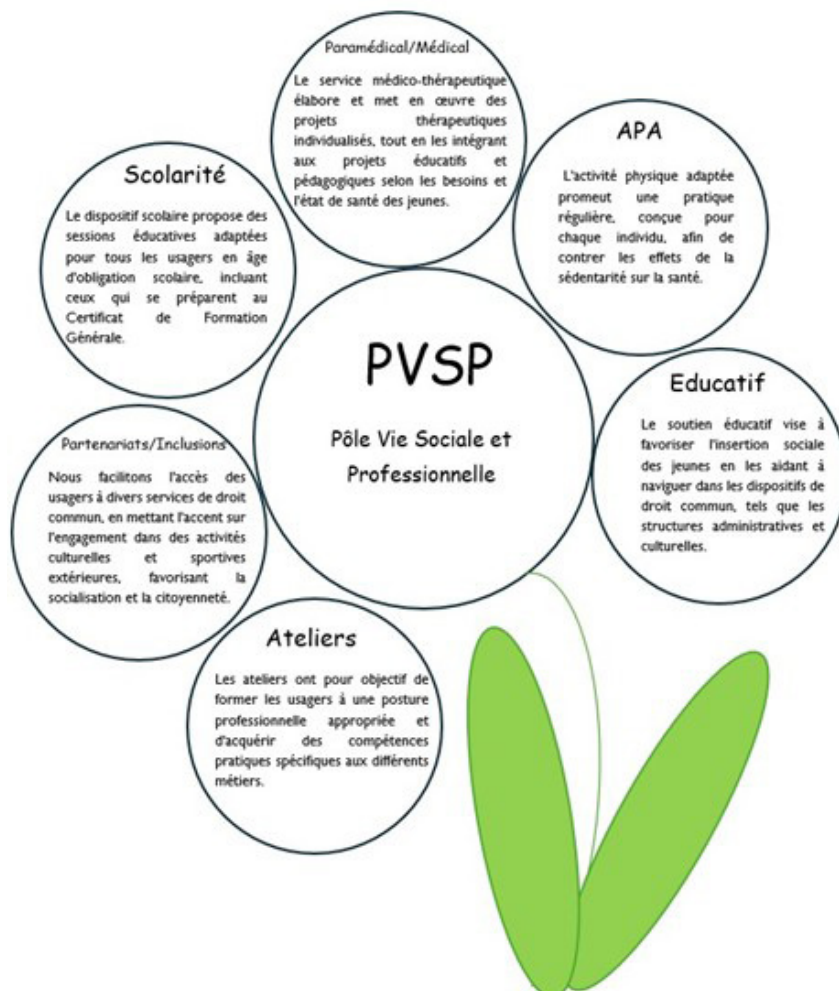 Paramédical/Médical
Le service médico-thérapeutique
élabore et met en œuvre des
projets thérapeutiques
individualisés, tout en les intégrant
aux projets éducatifs et
pédagogiques selon les besoins et
l'état de santé des jeunes.
APA
L'activité physique adaptée
promeut une pratique
régulière, conçue pour
chaque individu, afin de
contrer les effets de la
sédentarité sur la santé.
Scolarité
Le dispositif scolaire propose des
sessions éducatives adaptées
pour tous les usagers en âge
d'obligation scolaire, incluant
ceux qui se préparent au
Certificat de Formation
Générale.
PVSP
Pôle Vie Sociale et
Professionnelle
Educatif
Le soutien éducatif vise à
favoriser l'insertion sociale
des jeunes en les aidant à
naviguer dans les dispositifs de
droit commun, tels que les
structures administratives et
culturelles.
Partenariats/Inclusions
Nous facilitons l'accès des
usagers à divers services de droit
commun, en mettant l'accent sur
l'engagement dans des activités
culturelles et sportives
extérieures, favorisant la
socialisation et la citoyenneté.
Ateliers
Les ateliers ont pour objectif de
former les usagers à une posture
professionnelle appropriée et
d'acquérir des compétences
pratiques spécifiques aux différents
métiers.